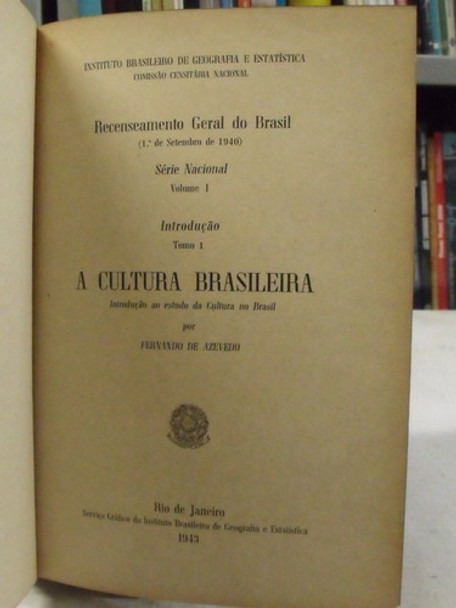 INSTITUTO BRASILEIRO DE GEOGRAFIA E ESTATÍSTICA
COMISSÃO CENSITÁRIA NACIONAL
Recenseamento Geral do Brasil
(1.º de Setembro de 1940)
Série Nacional
Volume I
Introdução
Tomo 1
A CULTURA BRASILEIRA
Introdução ao estudo da Cultura no Brasil
por
FERNANDO DE AZEVEDO
Rio de Janeiro
Serviço Gráfico do Instituto Brasileiro de Geografia e Estatística
1943